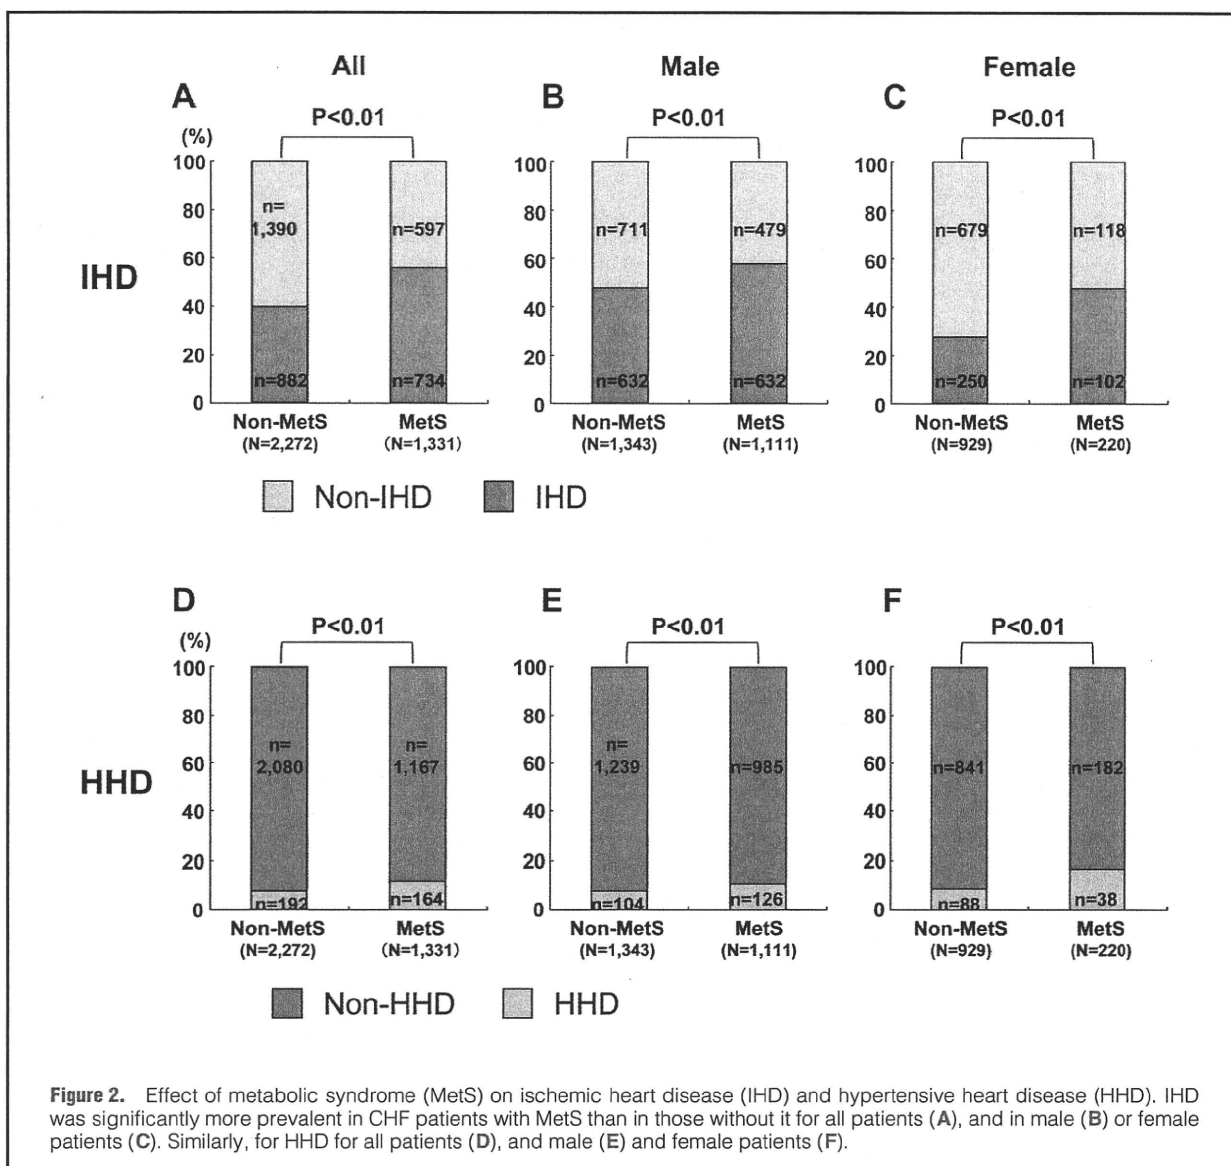 All Male Female
A B C
P<0.01 P<0.01 P<0.01
(%)
100 100 100
80 80 80
60 60 60
40 40 40
20 20 20
0 0 0
n=
1,390 n=597 n=711 n=479 n=679 n=118
IHD
n=882 n=734 n=632 n=632 n=250 n=102
Non-MetS MetS Non-MetS MetS Non-MetS MetS
(N=2,272) (N=1,331) (N=1,343) (N=1,111) (N=929) (N=220)
Non-IHD IHD
D E F
P<0.01 P<0.01 P<0.01
(%)
100 100 100
80 80 80
60 60 60
40 40 40
20 20 20
0 0 0
n= n= n=
2,080 1,167 1,239 n=985 n=841 n=182
HHD
n=192 n=164 n=104 n=126 n=88 n=38
Non-MetS MetS Non-MetS MetS Non-MetS MetS
(N=2,272) (N=1,331) (N=1,343) (N=1,111) (N=929) (N=220)
Non-HHD HHD
Figure 2. Effect of metabolic syndrome (MetS) on ischemic heart disease (IHD) and hypertensive heart disease (HHD). IHD
was significantly more prevalent in CHF patients with MetS than in those without it for all patients (A), and in male (B) or female
patients (C). Similarly, for HHD for all patients (D), and male (E) and female patients (F).